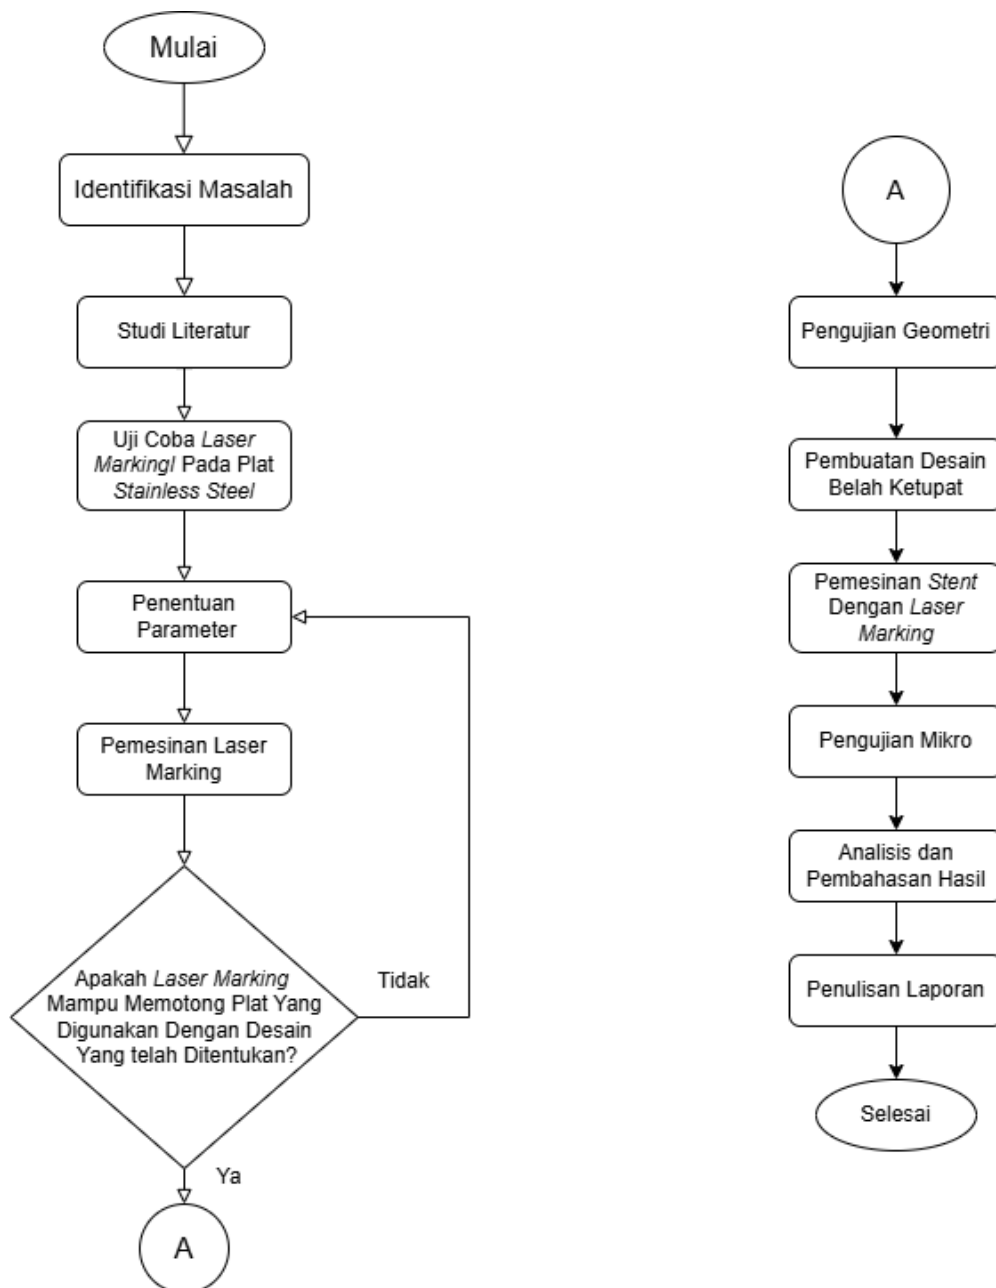 Mulai
Identifikasi Masalah
Studi Literatur
Uji Coba Laser
Markingl Pada Plat
Stainless Steel
Penentuan
Parameter
Pemesinan Laser
Marking
Apakah Laser Marking
Mampu Memotong Plat Yang
Digunakan Dengan Desain
Yang telah Ditentukan?
Tidak
Ya
A
A
Pengujian Geometri
Pembuatan Desain
Belah Ketupat
Pemesinan Stent
Dengan Laser
Marking
Pengujian Mikro
Analisis dan
Pembahasan Hasil
Penulisan Laporan
Selesai